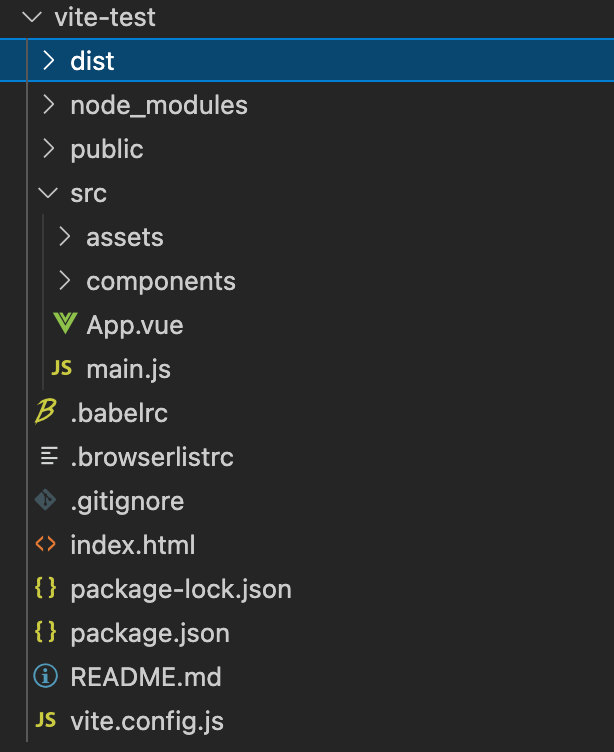 vite-test
dist
node_modules
public
src
assets
components
App.vue
JS main.js
.babelrc
.browserlistrc
.gitignore
index.html
{} package-lock.json
{} package.json
README.md
JS vite.config.js